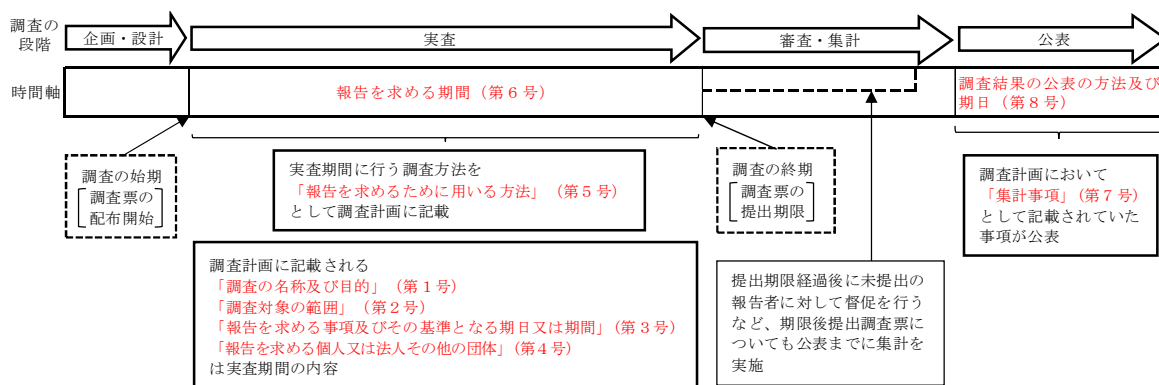 調査の
段階
企画・設計
実査
審査・集計
公表
時間軸
報告を求める期間（第６号）
調査結果の公表の方法及び
期日（第８号）
調査の始期
調査票の
配布開始
実査期間に行う調査方法を
「報告を求めるために用いる方法」（第５号）
として調査計画に記載
調査の終期
調査票の
提出期限
調査計画において
「集計事項」（第７号）
として記載されていた
事項が公表
調査計画に記載される
「調査の名称及び目的」（第１号）
「調査対象の範囲」（第２号）
「報告を求める事項及びその基準となる期日又は期間」（第３号）
「報告を求める個人又は法人その他の団体」（第４号）
は実査期間の内容
提出期限経過後に未提出の
報告者に対して督促を行う
など、期限後提出調査票に
ついても公表までに集計を
実施